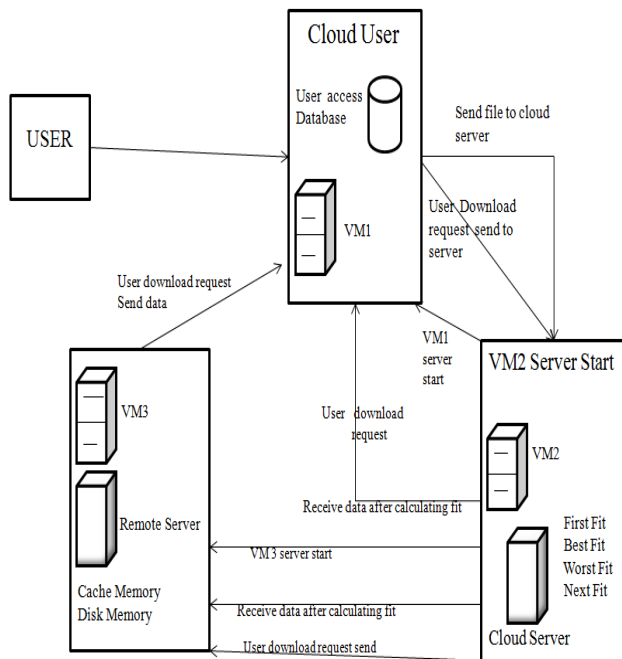 Cloud User
User access
Database
USER
Send file to cloud
server
VM1
User Download
request send to
server
User download request
Send data
VM1
server
start
VM2 Server Start
VM3
User download
request
VM2
Remote Server
Receive data after calculating fit
First Fit
Best Fit
Worst Fit
Next Fit
VM 3 server start
Cache Memory
Disk Memory
Receive data after calculating fit
Cloud Server
User download request send